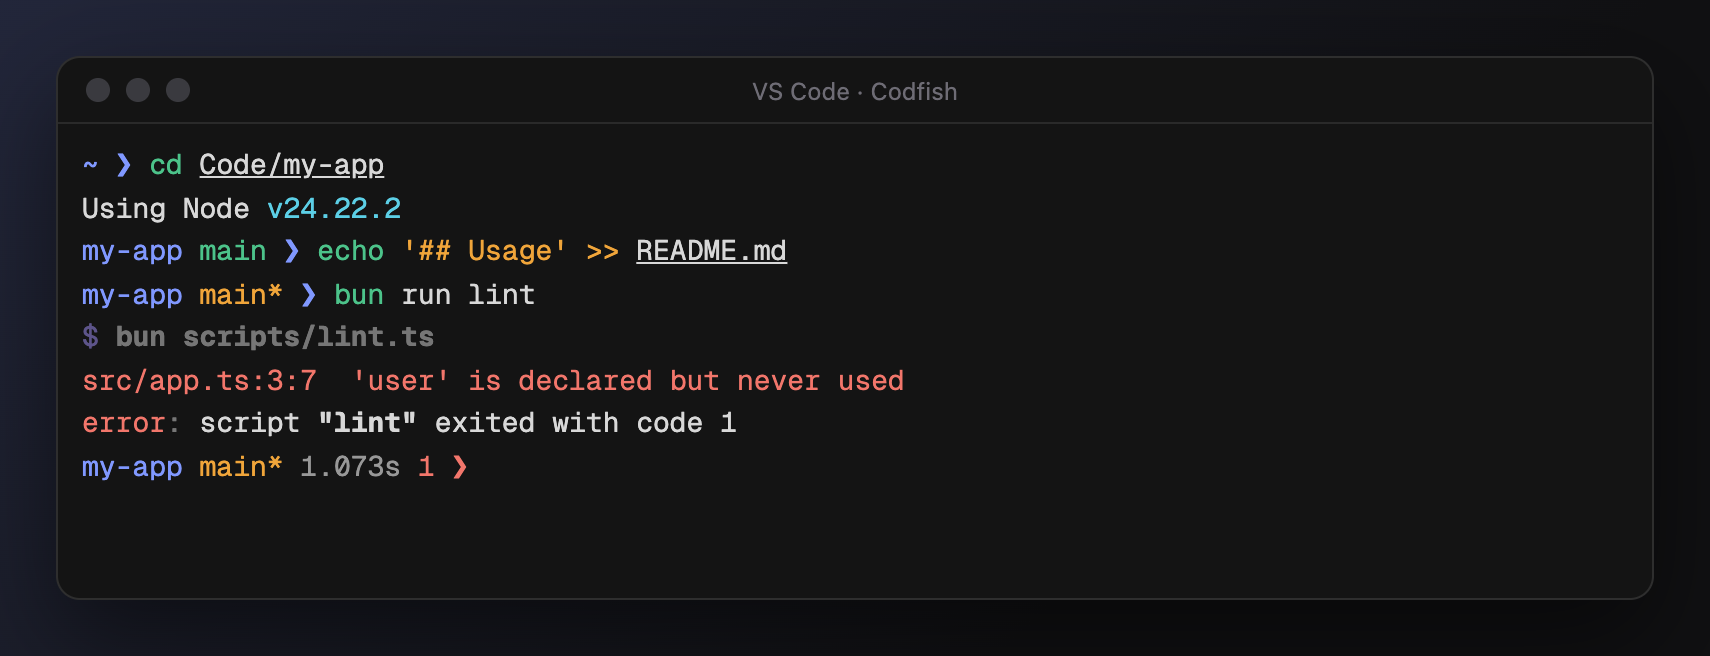 VS Code · Codfish
~ ❯ cd Code/my-app
Using Node v24.22.2
my-app main ❯ echo '## Usage' >> README.md
my-app main* ❯ bun run lint
$ bun scripts/lint.ts
src/app.ts:3:7  'user' is declared but never used
error: script "lint" exited with code 1
my-app main* 1.073s 1 ❯